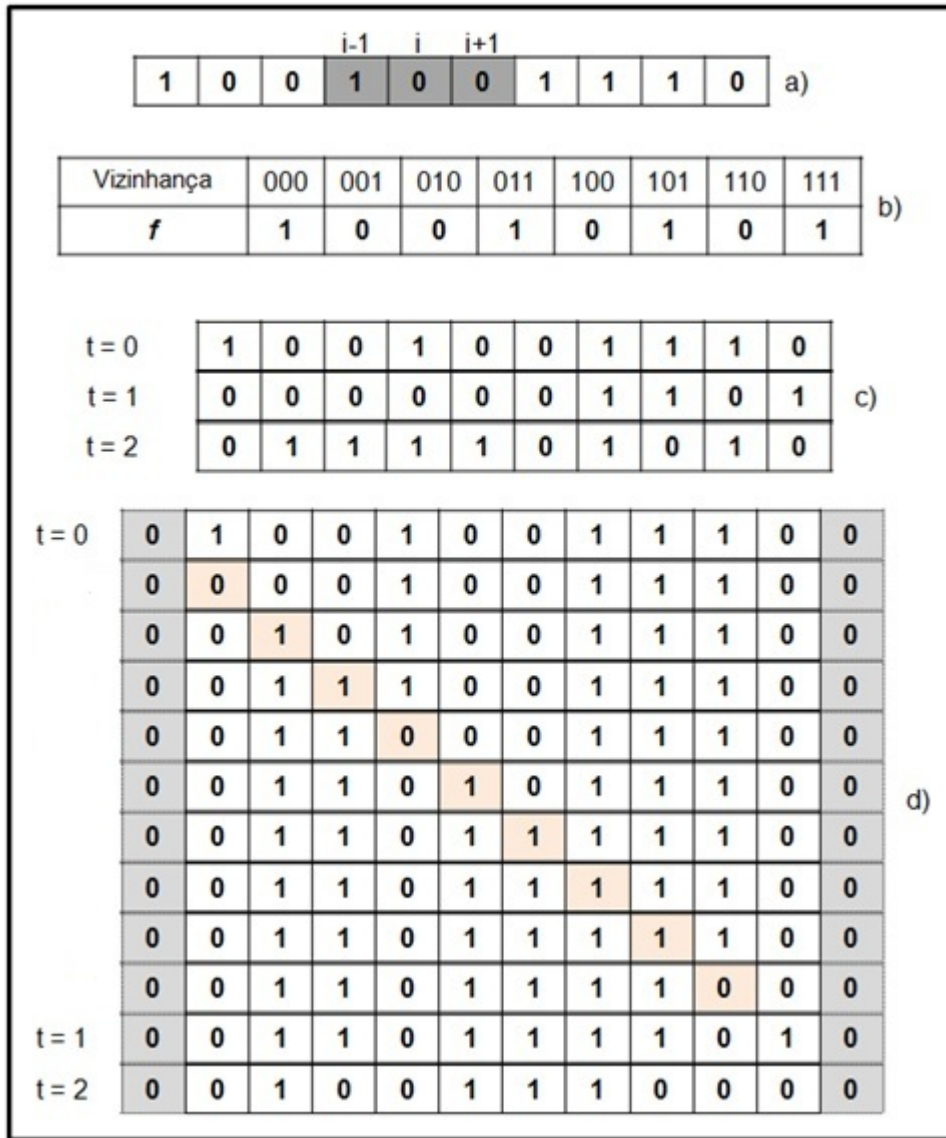 i-1 i i+1
1 0 0 1 0 0 1 1 1 0 a)
Vizinhança 000 001 010 011 100 101 110 111
f 1 0 0 1 0 1 0 1 b)
t = 0 1 0 0 1 0 0 1 1 1 0
t = 1 0 0 0 0 0 0 1 1 0 1 c)
t = 2 0 1 1 1 1 0 1 0 1 0
t = 0 0 1 0 0 1 0 0 1 1 1 0 0
0 0 0 0 1 0 0 1 1 1 0 0
0 0 1 0 1 0 0 1 1 1 0 0
0 0 1 1 1 0 0 1 1 1 0 0
0 0 1 1 0 0 0 1 1 1 0 0
0 0 1 1 0 1 0 1 1 1 0 0 d)
0 0 1 1 0 1 1 1 1 1 0 0
0 0 1 1 0 1 1 1 1 1 0 0
0 0 1 1 0 1 1 1 1 1 0 0
0 0 1 1 0 1 1 1 1 0 0 0
t = 1 0 0 1 1 0 1 1 1 1 0 1 0
t = 2 0 0 1 0 0 1 1 1 0 0 0 0